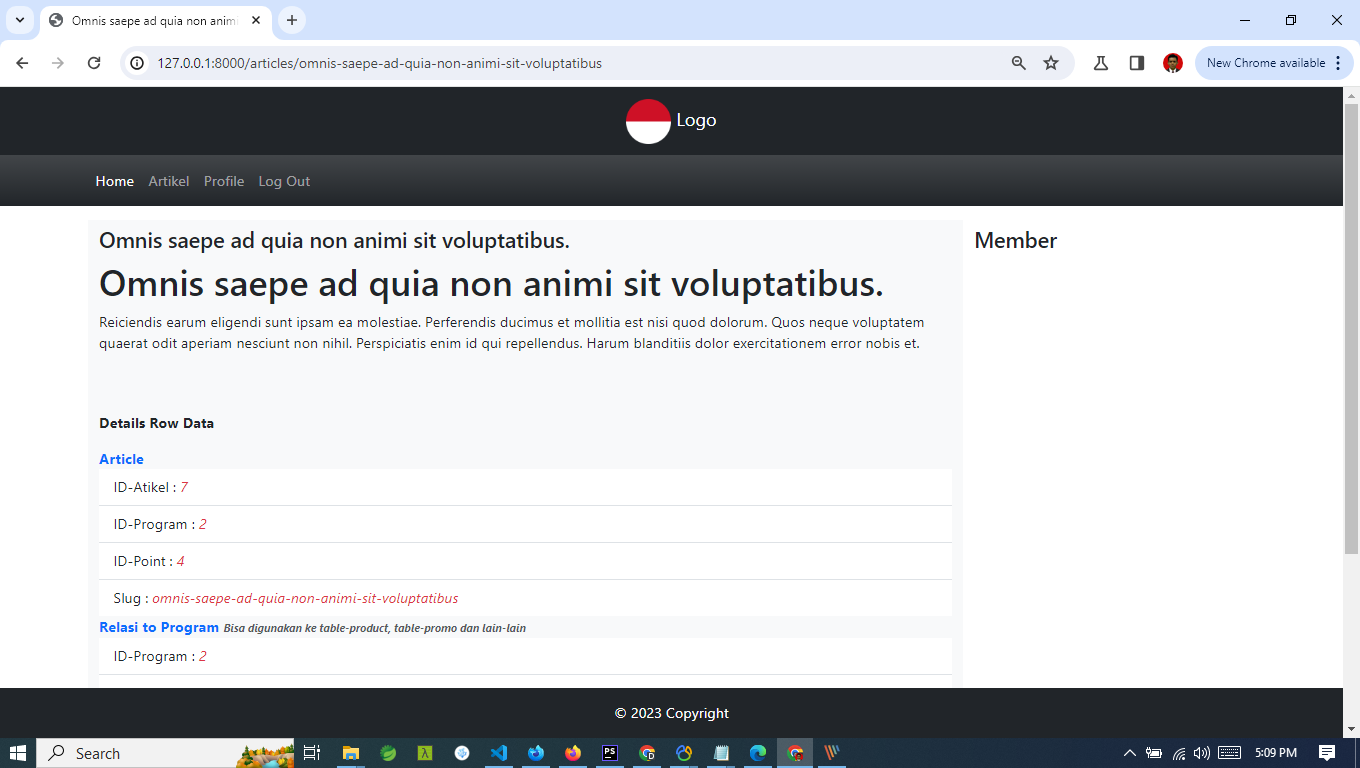 Omnis saepe ad quia non anim
127.0.0.1:8000/articles/omnis-saepe-ad-quia-non-animi-sit-voluptatibus
New Chrome available
Logo
Home Artikel Profile Log Out
Omnis saepe ad quia non animi sit voluptatibus.
Member
Omnis saepe ad quia non animi sit voluptatibus.
Reiciendis earum eligendi sunt ipsam ea molestiae. Perferendis ducimus et mollitia est nisi quod dolorum. Quos neque voluptatem
quaerat odit aperiam nesciunt non nihil. Perspiciatis enim id qui repellendus. Harum blanditiis dolor exercitationem error nobis et.
Details Row Data
Article
ID-Atikel : 7
ID-Program : 2
ID-Point : 4
Slug : omnis-saepe-ad-quia-non-animi-sit-voluptatibus
Relasi to Program Bisa digunakan ke table-product, table-promo dan lain-lain
ID-Program : 2
© 2023 Copyright
Search
PS
5:09 PM